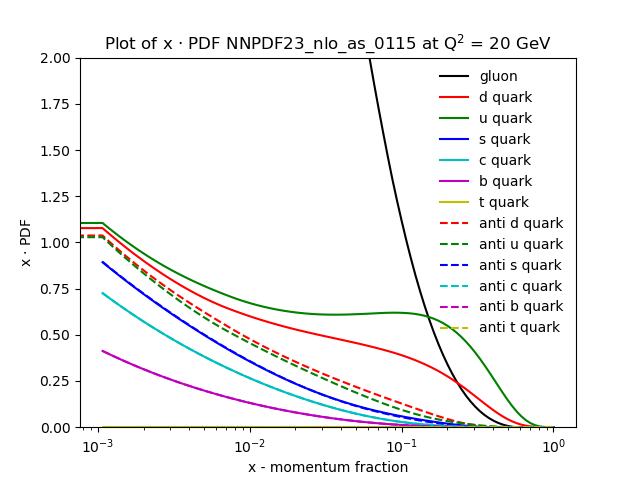 Plot of x · PDF NNPDF23_nlo_as_0115 at Q² = 20 GeV
x · PDF
2.00
1.75
1.50
1.25
1.00
0.75
0.50
0.25
0.00
gluon
d quark
u quark
s quark
c quark
b quark
t quark
anti d quark
anti u quark
anti s quark
anti c quark
anti b quark
anti t quark
10⁻³ 10⁻² 10⁻¹ 10⁰
x - momentum fraction